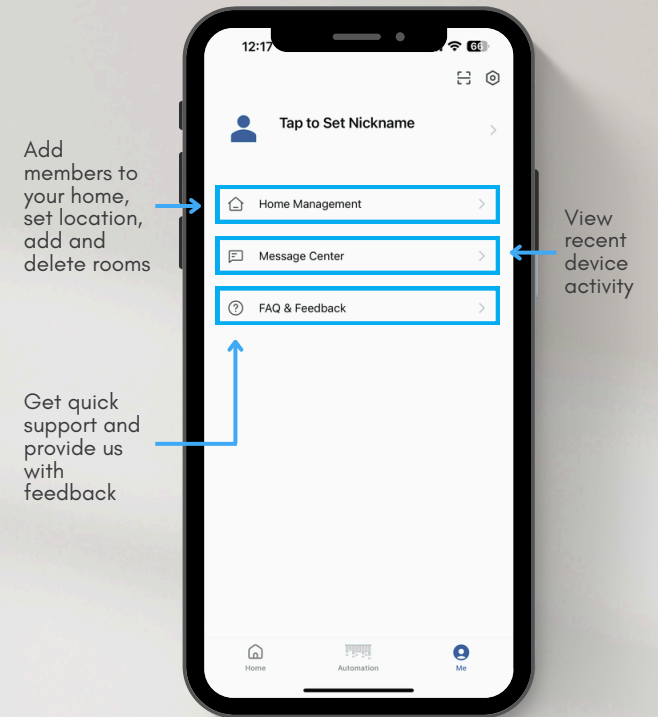 12:17
66
Tap to Set Nickname
Add
members to
your home,
set location,
add and
delete rooms
Home Management
Message Center
FAQ & Feedback
View
recent
device
activity
Get quick
support and
provide us
with
feedback
Home
Automation
Me